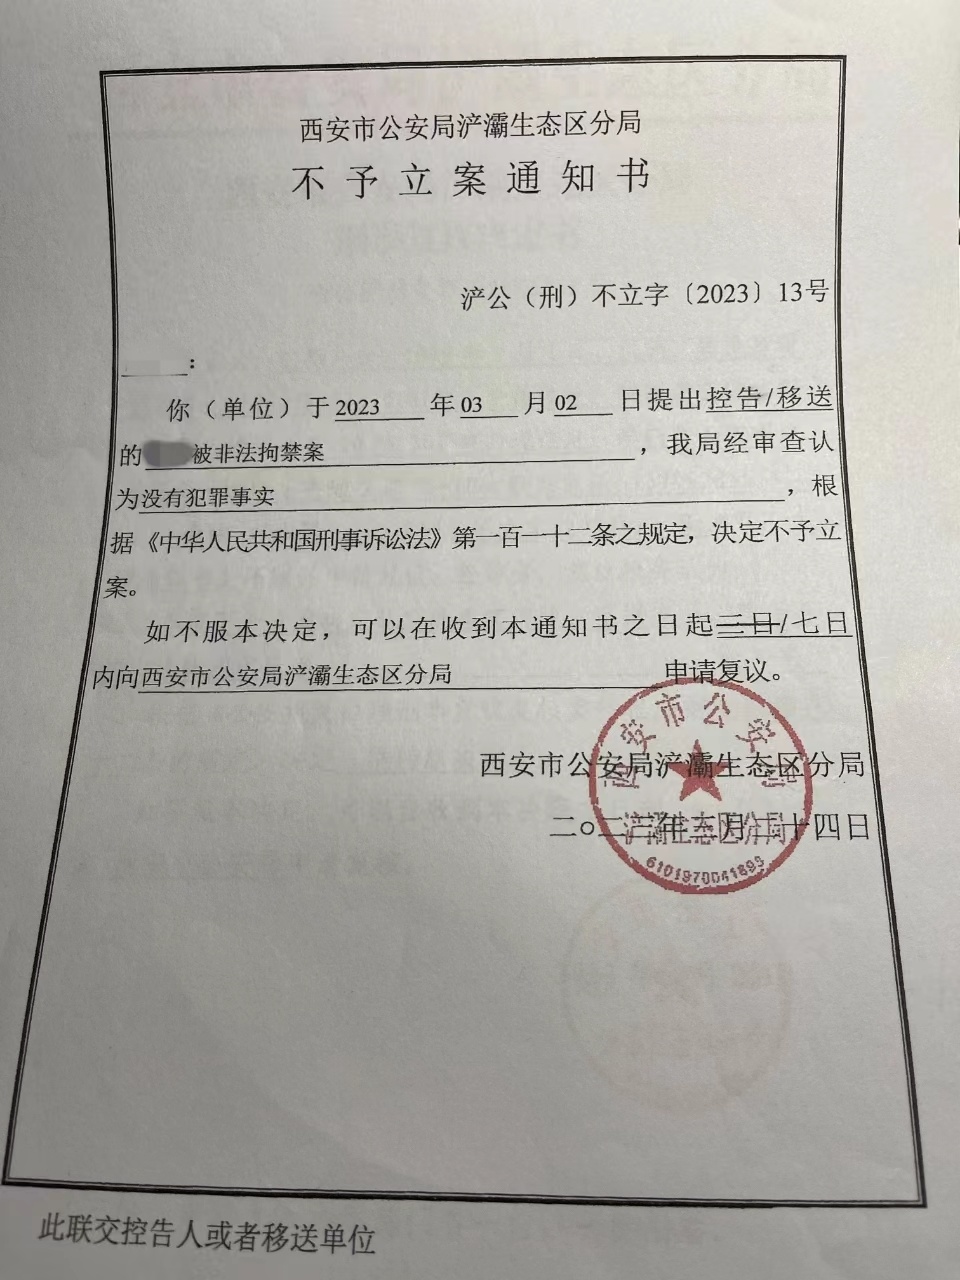 西安市公安局浐灞生态区分局
不予立案通知书
浐公（刑）不立字〔2023〕13号
：
你（单位）于2023年03月02日提出控告/移送
的 被非法拘禁案，我局经审查认
为没有犯罪事实，根
据《中华人民共和国刑事诉讼法》第一百一十二条之规定，决定不予立
案。
如不服本决定，可以在收到本通知书之日起三日/七日
内向西安市公安局浐灞生态区分局申请复议。
西安市公安局浐灞生态区分局
二〇二三年三月二十四日
西安市公安局
浐灞生态区分局
6101970041893
此联交控告人或者移送单位